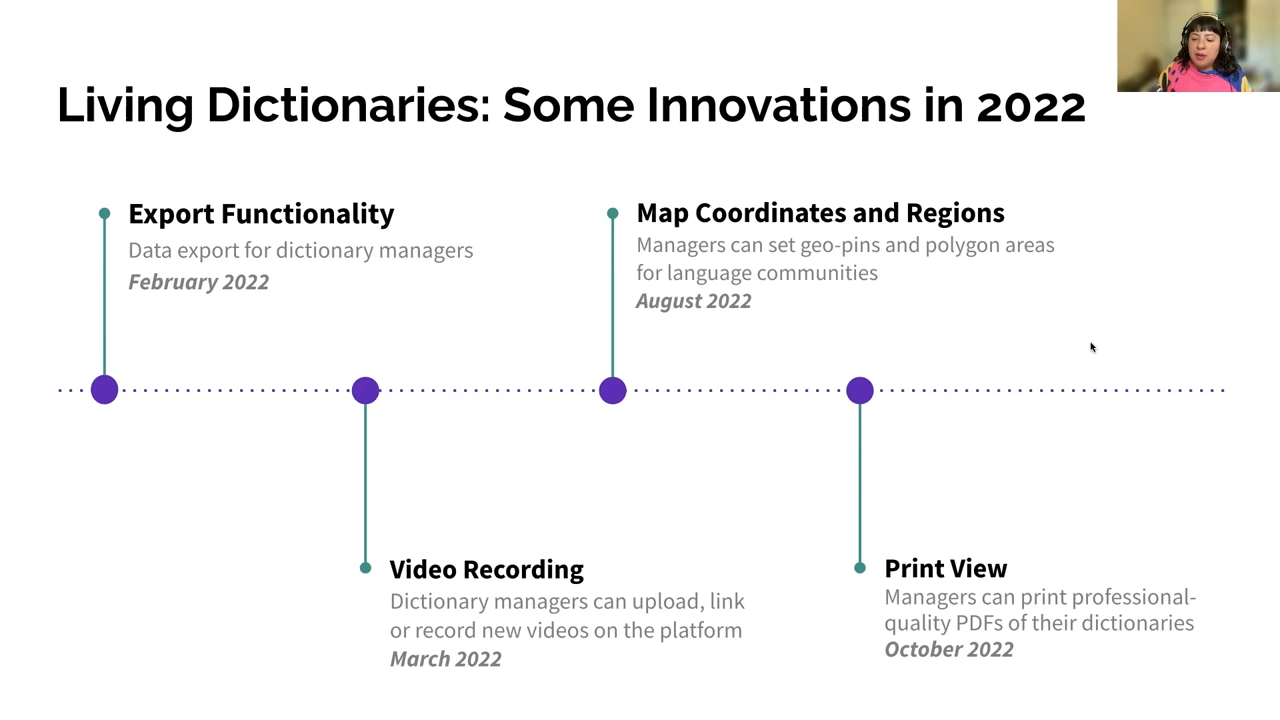 Living Dictionaries: Some Innovations in 2022
Export Functionality
Data export for dictionary managers
February 2022
Map Coordinates and Regions
Managers can set geo-pins and polygon areas
for language communities
August 2022
Video Recording
Dictionary managers can upload, link
or record new videos on the platform
March 2022
Print View
Managers can print professional-
quality PDFs of their dictionaries
October 2022